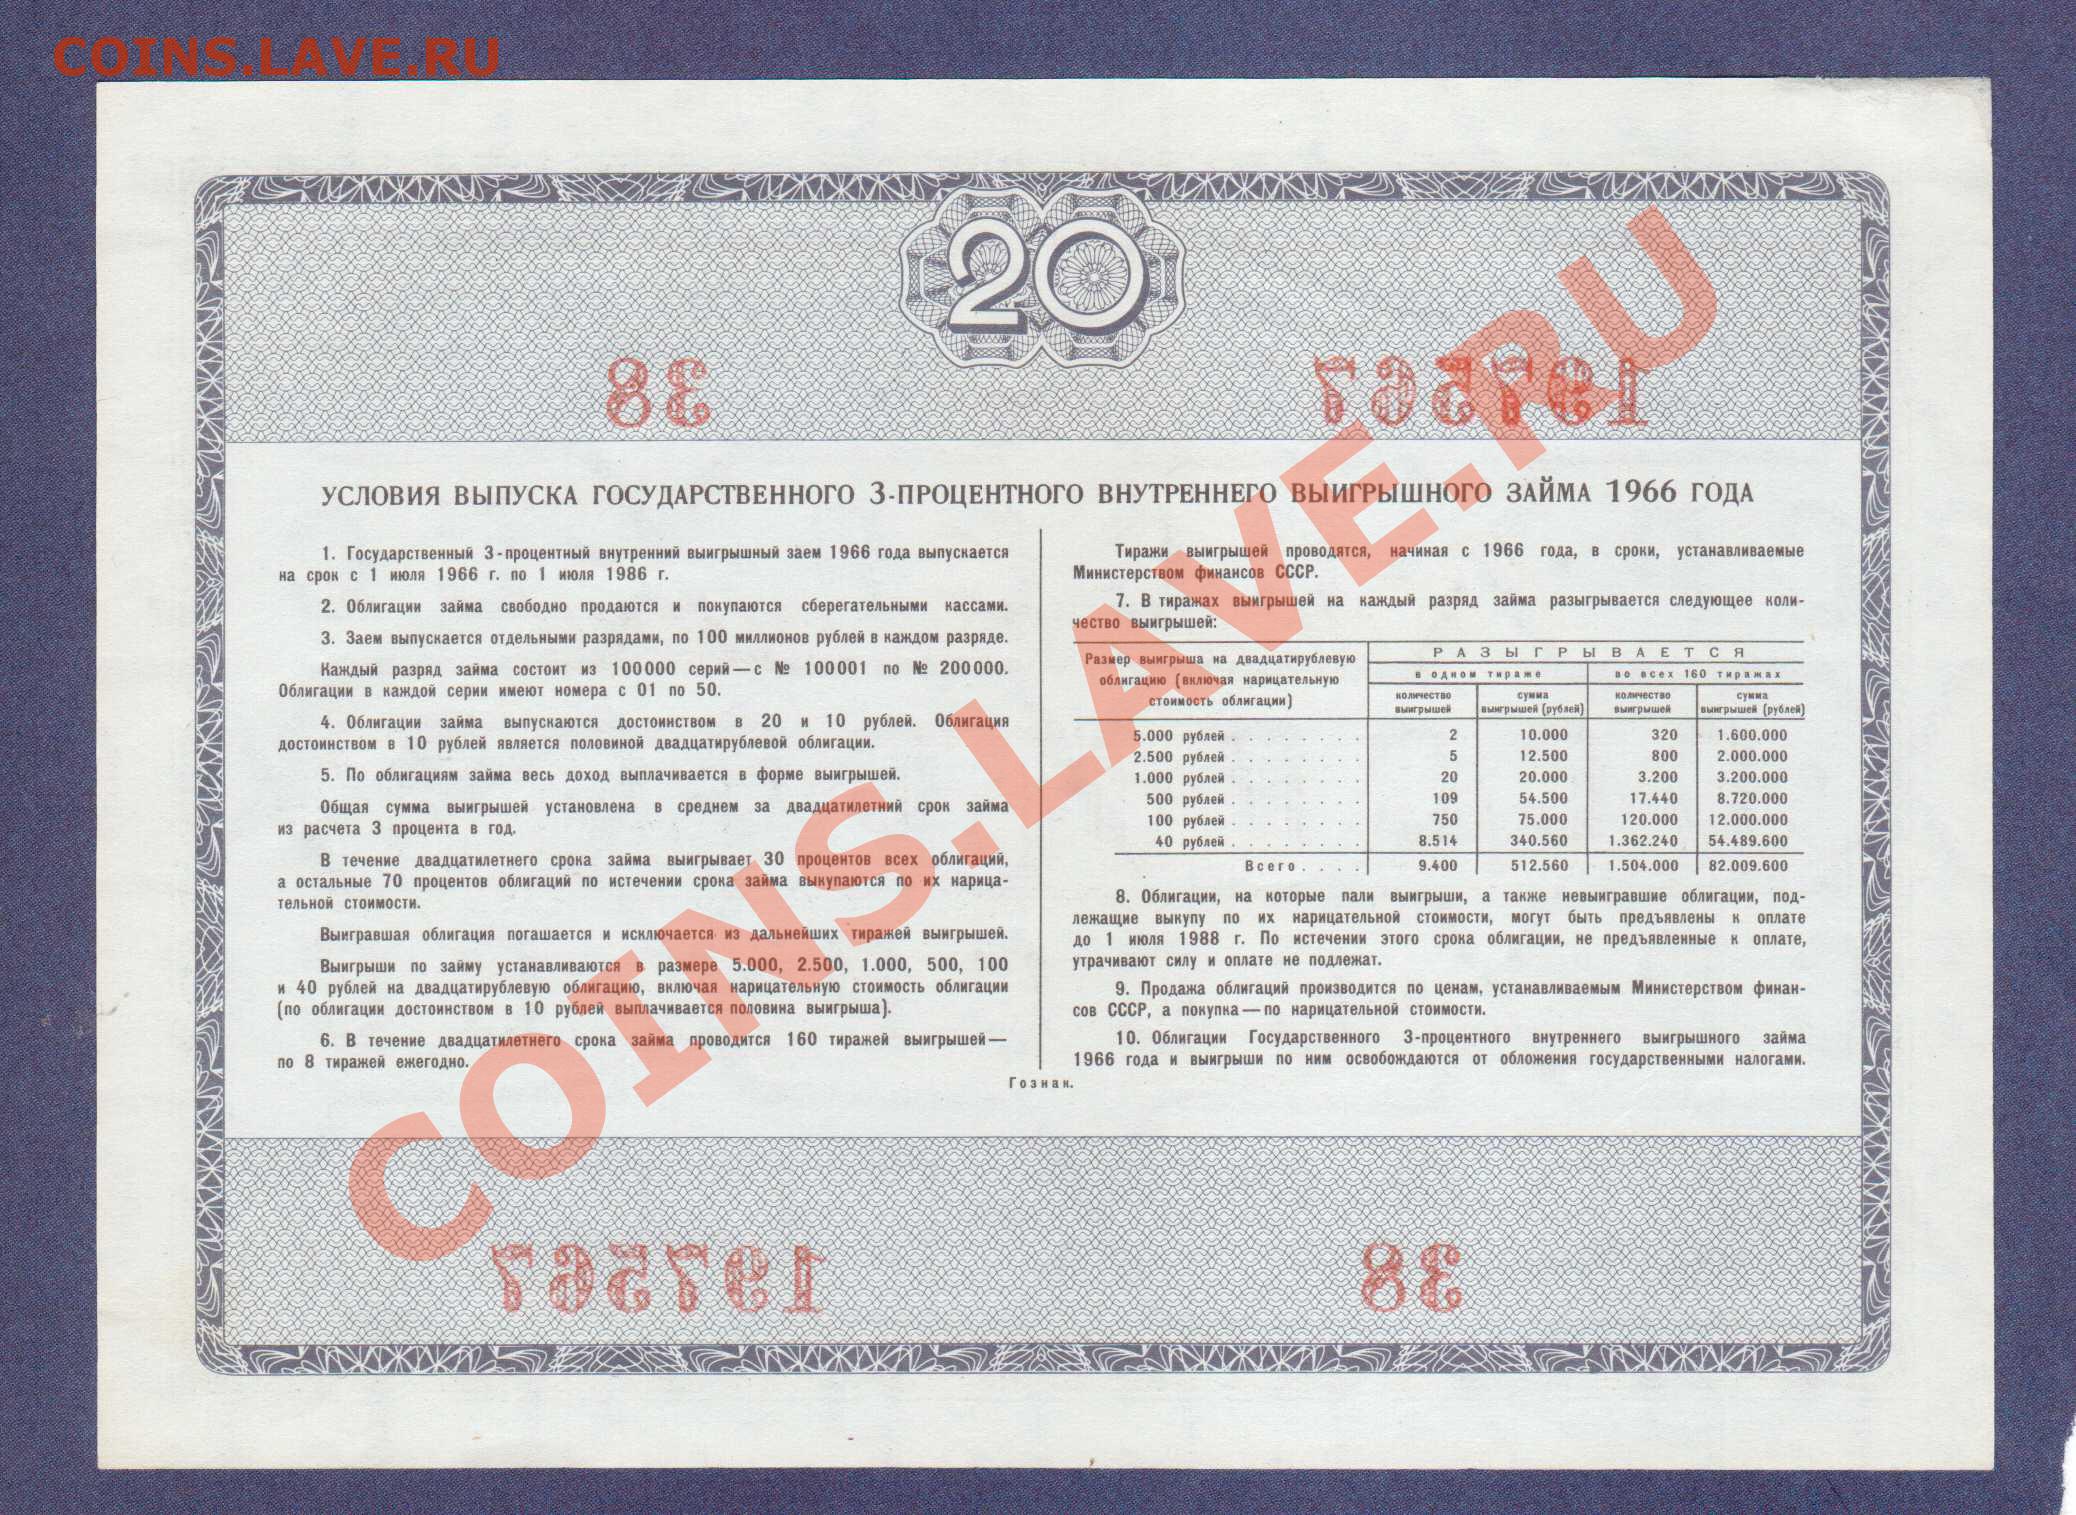 COINS.LAVE.RU
20
38 197567
УСЛОВИЯ ВЫПУСКА ГОСУДАРСТВЕННОГО 3-ПРОЦЕНТНОГО ВНУТРЕННЕГО ВЫИГРЫШНОГО ЗАЙМА 1966 ГОДА
1. Государственный 3-процентный внутренний выигрышный заем 1966 года выпускается
на срок с 1 июля 1966 г. по 1 июля 1986 г.
2. Облигации займа свободно продаются и покупаются сберегательными кассами.
3. Заем выпускается отдельными разрядами, по 100 миллионов рублей в каждом разряде.
Каждый разряд займа состоит из 100000 серий — с № 100001 по № 200000.
Облигации в каждой серии имеют номера с 01 по 50.
4. Облигации займа выпускаются достоинством в 20 и 10 рублей. Облигация
достоинством в 10 рублей является половиной двадцатирублевой облигации.
5. По облигациям займа весь доход выплачивается в форме выигрышей.
Общая сумма выигрышей установлена в среднем за двадцатилетний срок займа
из расчета 3 процента в год.
В течение двадцатилетнего срока займа выигрывает 30 процентов всех облигаций,
а остальные 70 процентов облигаций по истечении срока займа выкупаются по их нарица-
тельной стоимости.
Выигравшая облигация погашается и исключается из дальнейших тиражей выигрышей.
Выигрыши по займу устанавливаются в размере 5.000, 2.500, 1.000, 500, 100
и 40 рублей на двадцатирублевую облигацию, включая нарицательную стоимость облигации
(по облигации достоинством в 10 рублей выплачивается половина выигрыша).
6. В течение двадцатилетнего срока займа проводится 160 тиражей выигрышей —
по 8 тиражей ежегодно.
Тиражи выигрышей проводятся, начиная с 1966 года, в сроки, устанавливаемые
Министерством финансов СССР.
7. В тиражах выигрышей на каждый разряд займа разыгрывается следующее коли-
чество выигрышей:
Размер выигрыша на двадцатирублевую
облигацию (включая нарицательную
стоимость облигации)
РАЗЫГРЫВАЕТСЯ
в одном тираже во всех 160 тиражах
количество выигрышей сумма выигрышей (рублей) количество выигрышей сумма выигрышей (рублей)
5.000 рублей . . . . . . . . 2 10.000 320 1.600.000
2.500 рублей . . . . . . . . 5 12.500 800 2.000.000
1.000 рублей . . . . . . . . 20 20.000 3.200 3.200.000
500 рублей . . . . . . . . 109 54.500 17.440 8.720.000
100 рублей . . . . . . . . 750 75.000 120.000 12.000.000
40 рублей . . . . . . . . 8.514 340.560 1.362.240 54.489.600
Всего . . . . 9.400 512.560 1.504.000 82.009.600
8. Облигации, на которые пали выигрыши, а также невыигравшие облигации, под-
лежащие выкупу по их нарицательной стоимости, могут быть предъявлены к оплате
до 1 июля 1988 г. По истечении этого срока облигации, не предъявленные к оплате,
утрачивают силу и оплате не подлежат.
9. Продажа облигаций производится по ценам, устанавливаемым Министерством финан-
сов СССР, а покупка — по нарицательной стоимости.
10. Облигации Государственного 3-процентного внутреннего выигрышного займа
1966 года и выигрыши по ним освобождаются от обложения государственными налогами.
Гознак.
197567 38
COINS.LAVE.RU